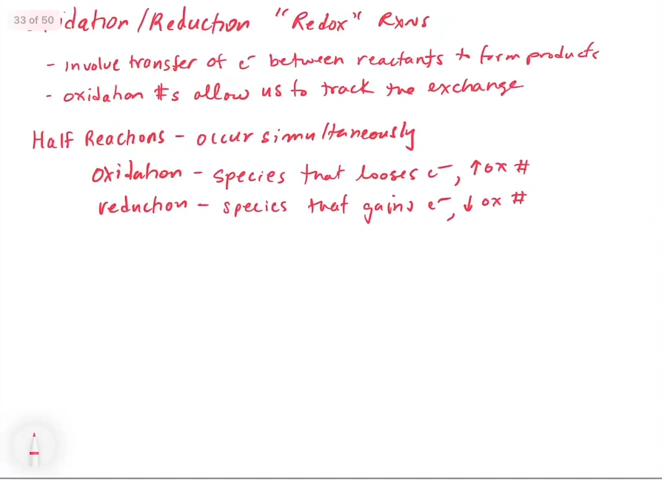 33 of 50
Oxidation/Reduction "Redox" Rxns
- involve transfer of e⁻ between reactants to form products
- oxidation #s allow us to track the exchange
Half Reactions - occur simultaneously
oxidation - species that looses e⁻, ↑ ox #
reduction - species that gains e⁻, ↓ ox #